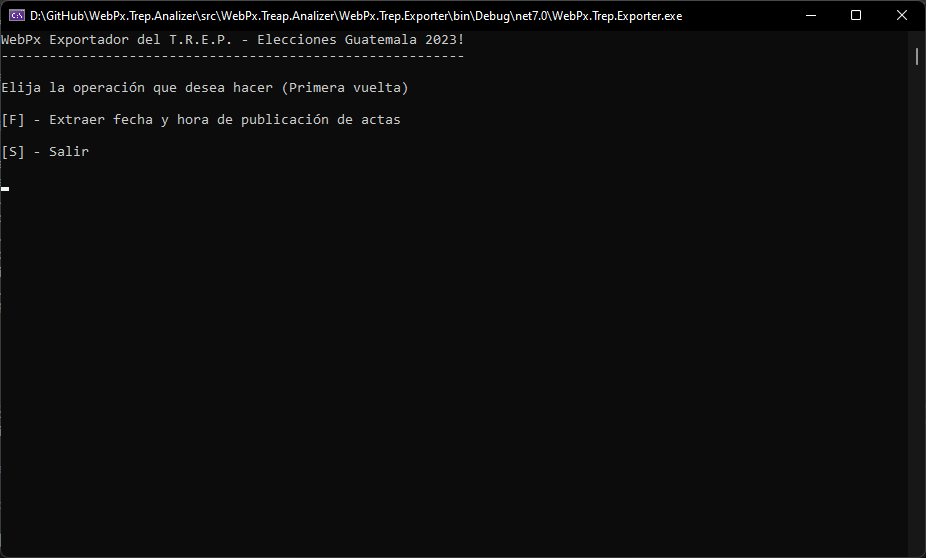 D:\GitHub\WebPx.Trep.Analizer\src\WebPx.Treap.Analizer\WebPx.Trep.Exporter\bin\Debug\net7.0\WebPx.Trep.Exporter.exe
WebPx Exportador del T.R.E.P. - Elecciones Guatemala 2023!
----------------------------------------------------------
Elija la operación que desea hacer (Primera vuelta)
[F] - Extraer fecha y hora de publicación de actas
[S] - Salir